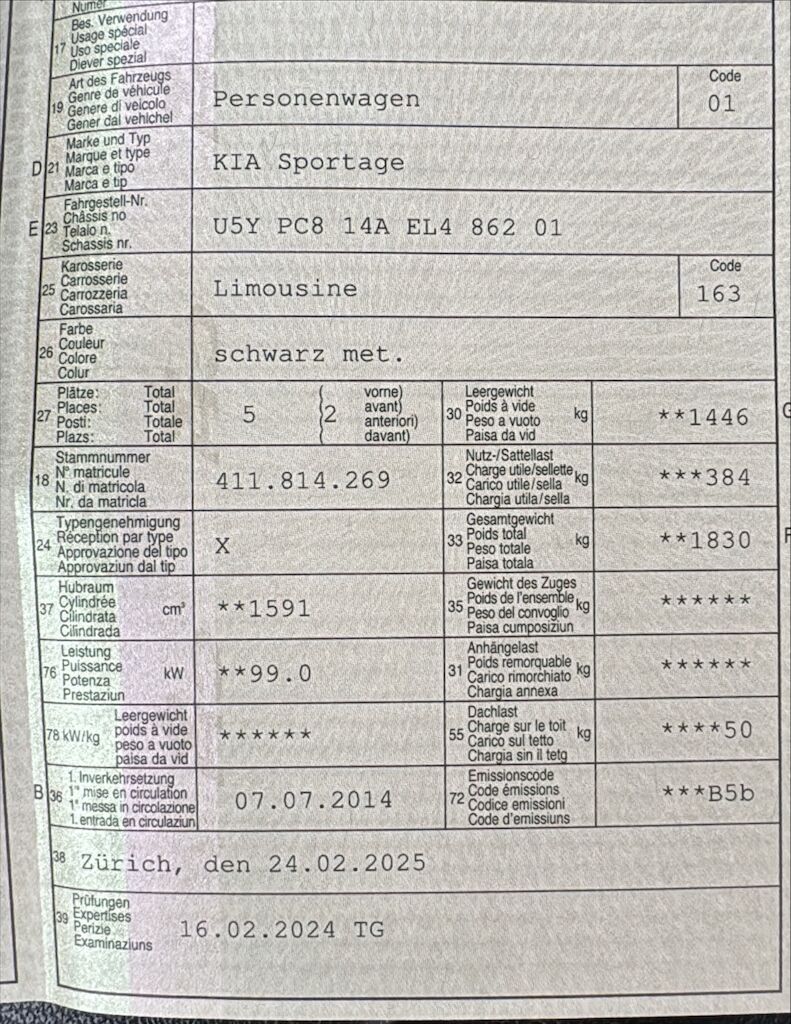 Numer
17 Bes. Verwendung
Usage spécial
Uso speciale
Diever spezial
19 Art des Fahrzeugs
Genre de véhicule
Genere di veicolo
Gener dal vehichel
Personenwagen
Code
01
D 21 Marke und Typ
Marque et type
Marca e tipo
Marca e tip
KIA Sportage
E 23 Fahrgestell-Nr.
Châssis no
Telaio n.
Schassis nr.
U5Y PC8 14A EL4 862 01
25 Karosserie
Carrosserie
Carrozzeria
Carossaria
Limousine
Code
163
26 Farbe
Couleur
Colore
Colur
schwarz met.
27 Plätze: Total
Places: Total
Posti: Totale
Plazs: Total
5
( 2 vorne)
( avant)
( anteriori)
( davant)
30 Leergewicht
Poids à vide
Peso a vuoto
Paisa da vid
kg
**1446
G
18 Stammnummer
N° matricule
N. di matricola
Nr. da matricla
411.814.269
32 Nutz-/Sattellast
Charge utile/sellette
Carico utile/sella
Chargia utila/sella
kg
***384
24 Typengenehmigung
Réception par type
Approvazione del tipo
Approvaziun dal tip
X
33 Gesamtgewicht
Poids total
Peso totale
Paisa totala
kg
**1830
F
37 Hubraum
Cylindrée
Cilindrata
Cilindrada
cm³
**1591
35 Gewicht des Zuges
Poids de l'ensemble
Peso del convoglio
Paisa cumposiziun
kg
******
76 Leistung
Puissance
Potenza
Prestaziun
kW
**99.0
31 Anhängelast
Poids remorquable
Carico rimorchiato
Chargia annexa
kg
******
78 kW/kg
Leergewicht
poids à vide
peso a vuoto
paisa da vid
******
55 Dachlast
Charge sur le toit
Carico sul tetto
Chargia sin il tetg
kg
****50
B 36 1. Inverkehrsetzung
1re mise en circulation
1a messa in circolazione
1. entrada en circulaziun
07.07.2014
72 Emissionscode
Code émissions
Codice emissioni
Code d'emissiuns
***B5b
38 Zürich, den 24.02.2025
39 Prüfungen
Expertises
Perizie
Examinaziuns
16.02.2024 TG